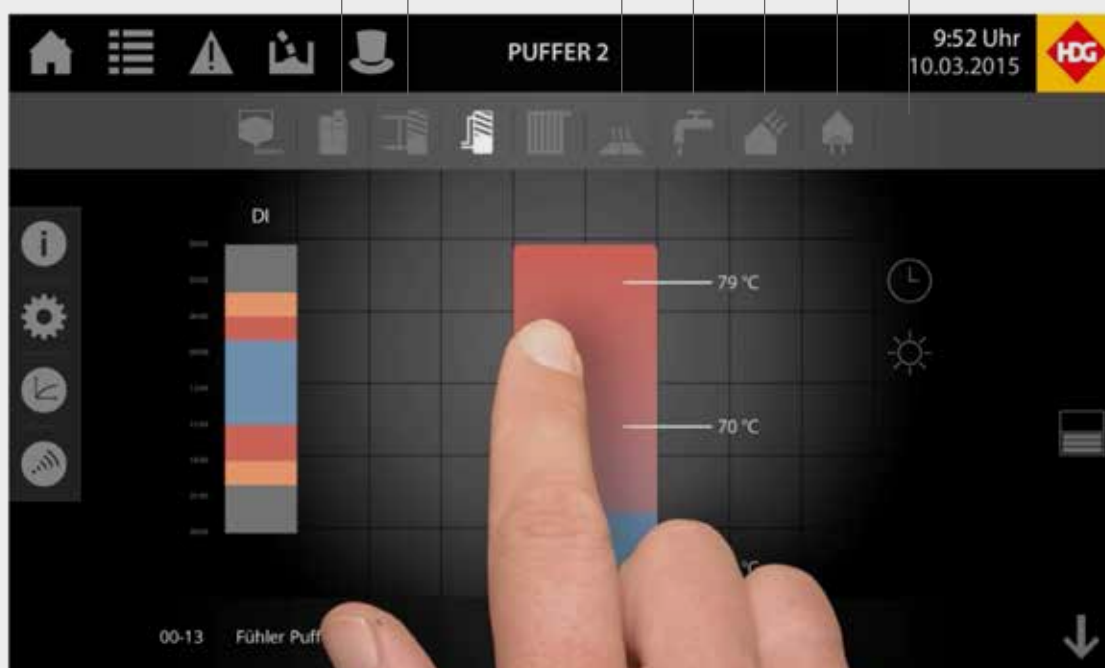 PUFFER 2
9:52 Uhr
10.03.2015
HDG
DI
79 °C
70 °C
°C
00-13 Fühler Puff